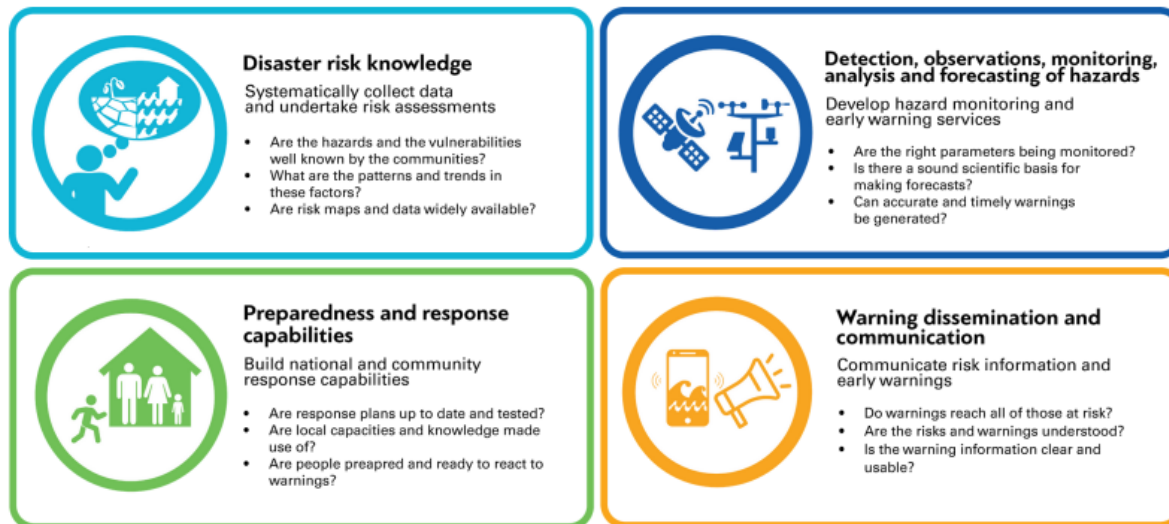 Disaster risk knowledge
Systematically collect data
and undertake risk assessments
• Are the hazards and the vulnerabilities
well known by the communities?
• What are the patterns and trends in
these factors?
• Are risk maps and data widely available?
Detection, observations, monitoring,
analysis and forecasting of hazards
Develop hazard monitoring and
early warning services
• Are the right parameters being monitored?
• Is there a sound scientific basis for
making forecasts?
• Can accurate and timely warnings
be generated?
Preparedness and response
capabilities
Build national and community
response capabilities
• Are response plans up to date and tested?
• Are local capacities and knowledge made
use of?
• Are people preapred and ready to react to
warnings?
Warning dissemination and
communication
Communicate risk information and
early warnings
• Do warnings reach all of those at risk?
• Are the risks and warnings understood?
• Is the warning information clear and
usable?